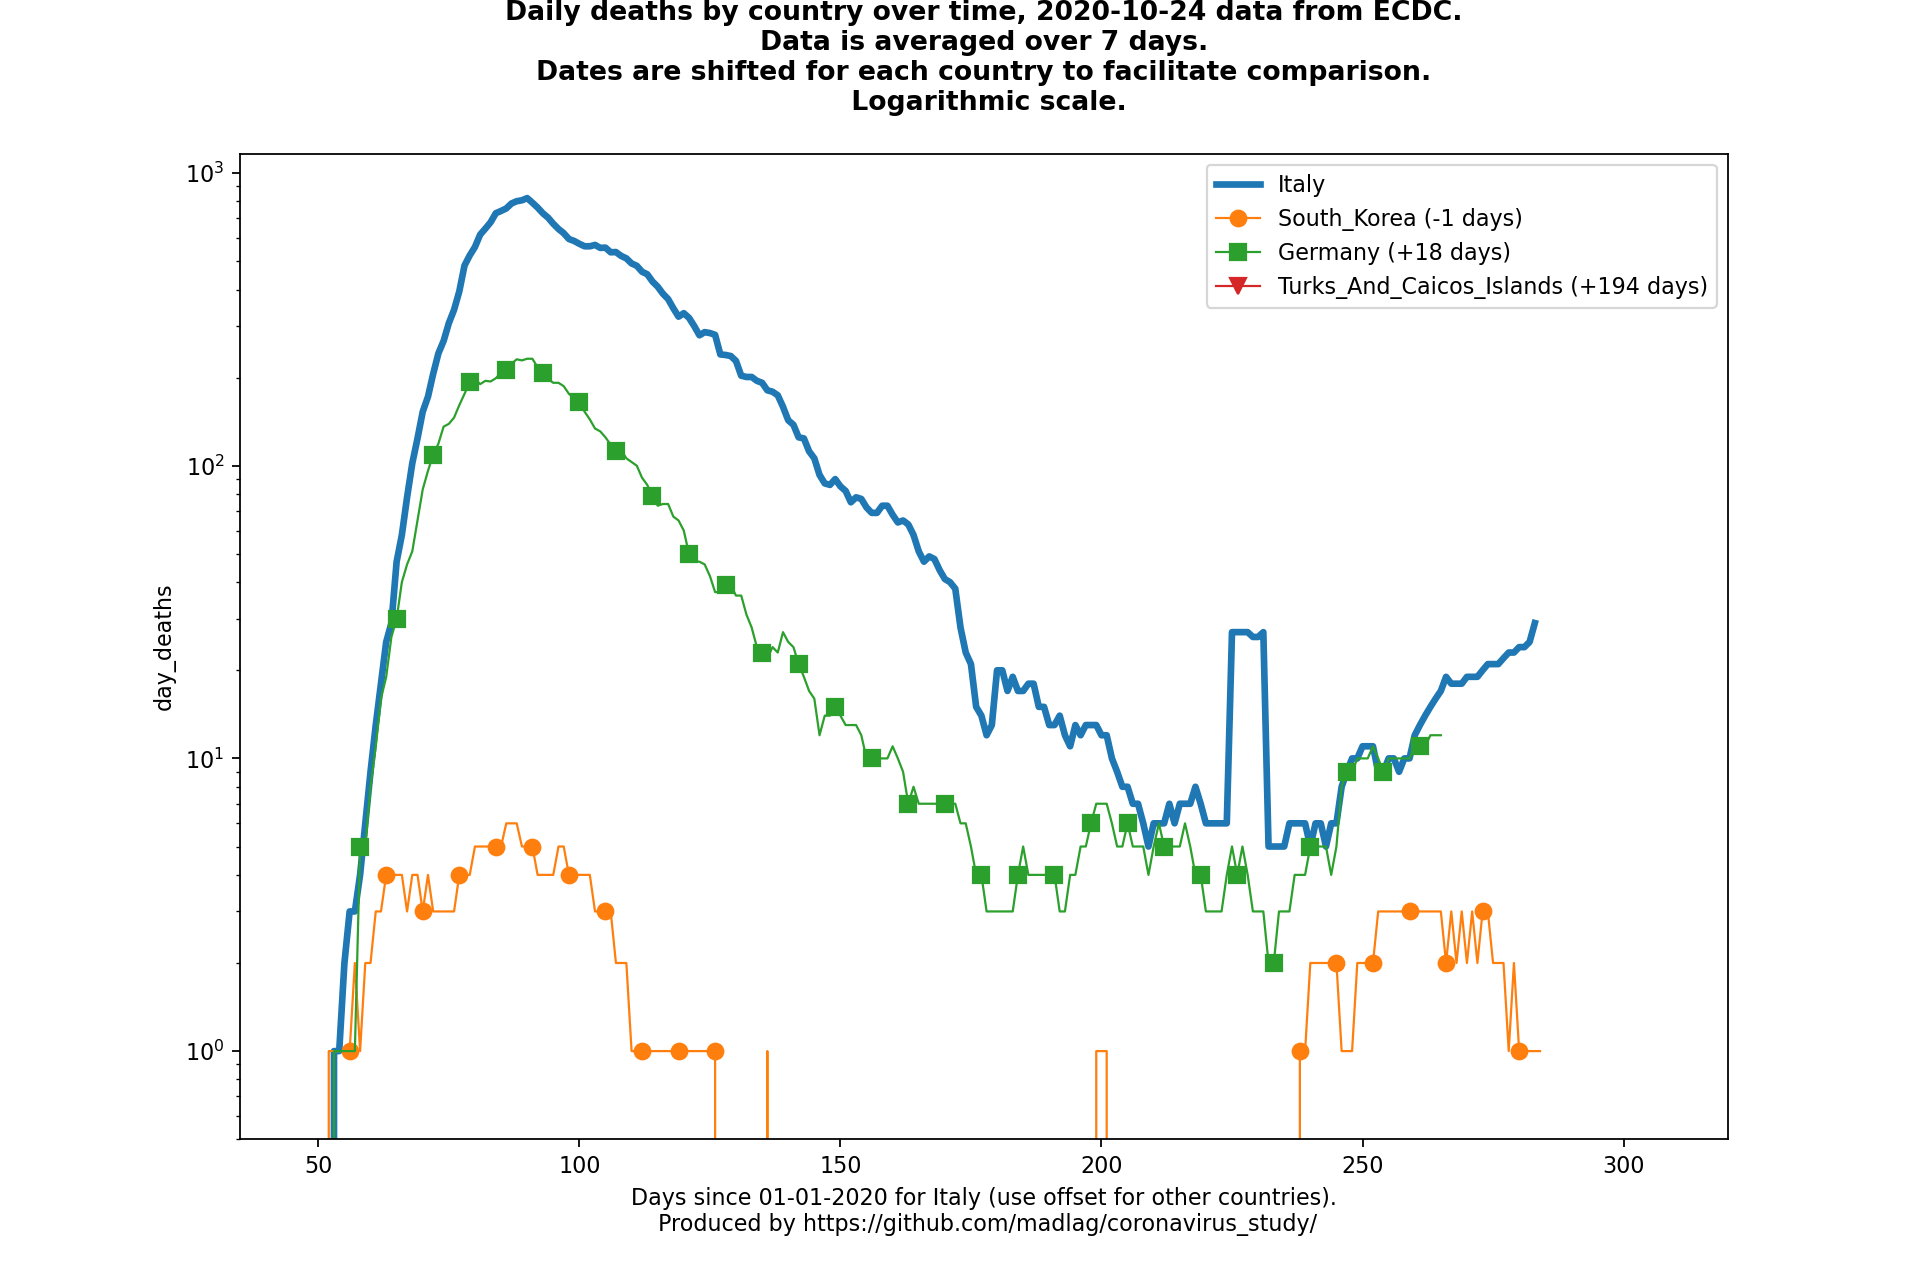 Daily deaths by country over time, 2020-10-24 data from ECDC.
Data is averaged over 7 days.
Dates are shifted for each country to facilitate comparison.
Logarithmic scale.
Italy
South_Korea (-1 days)
Germany (+18 days)
Turks_And_Caicos_Islands (+194 days)
day_deaths
10³
10²
10¹
10⁰
50 100 150 200 250 300
Days since 01-01-2020 for Italy (use offset for other countries).
Produced by https://github.com/madlag/coronavirus_study/